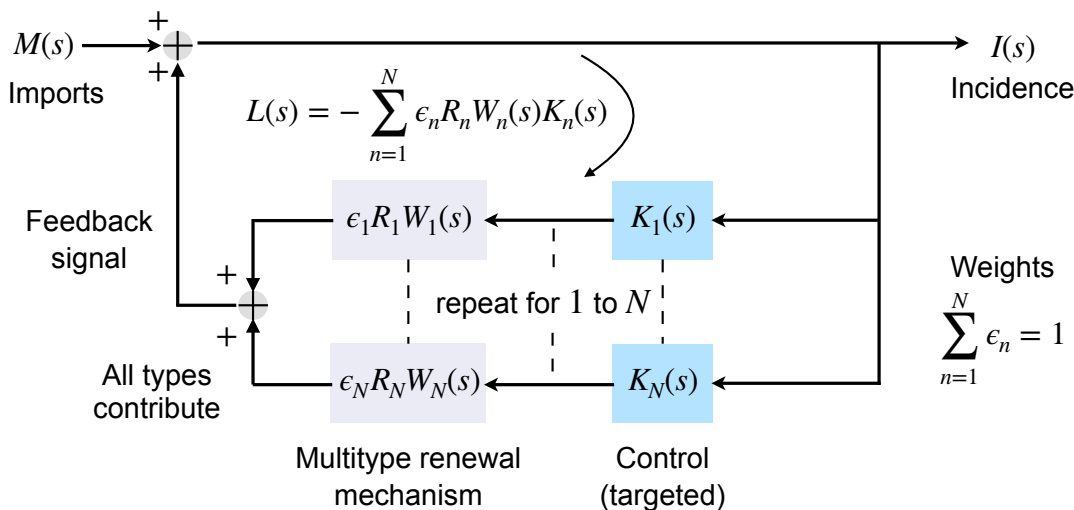 +
M(s)
+
Imports
I(s)
Incidence
L(s) = − ∑_{n=1}^{N} ϵ_n R_n W_n(s) K_n(s)
Feedback
signal
ϵ_1 R_1 W_1(s)
K_1(s)
+
+
repeat for 1 to N
Weights
∑_{n=1}^{N} ϵ_n = 1
All types
contribute
ϵ_N R_N W_N(s)
K_N(s)
Multitype renewal
mechanism
Control
(targeted)